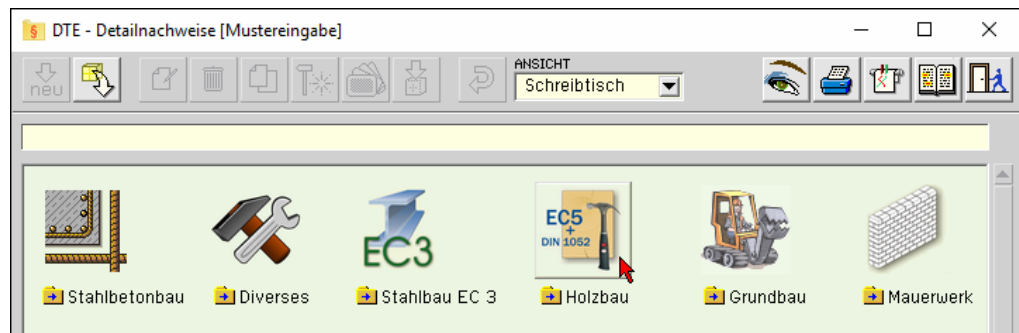 § DTE - Detailnachweise [Mustereingabe]
neu
ANSICHT
Schreibtisch
EC3
EC5
+
DIN 1052
Stahlbetonbau Diverses Stahlbau EC 3 Holzbau Grundbau Mauerwerk